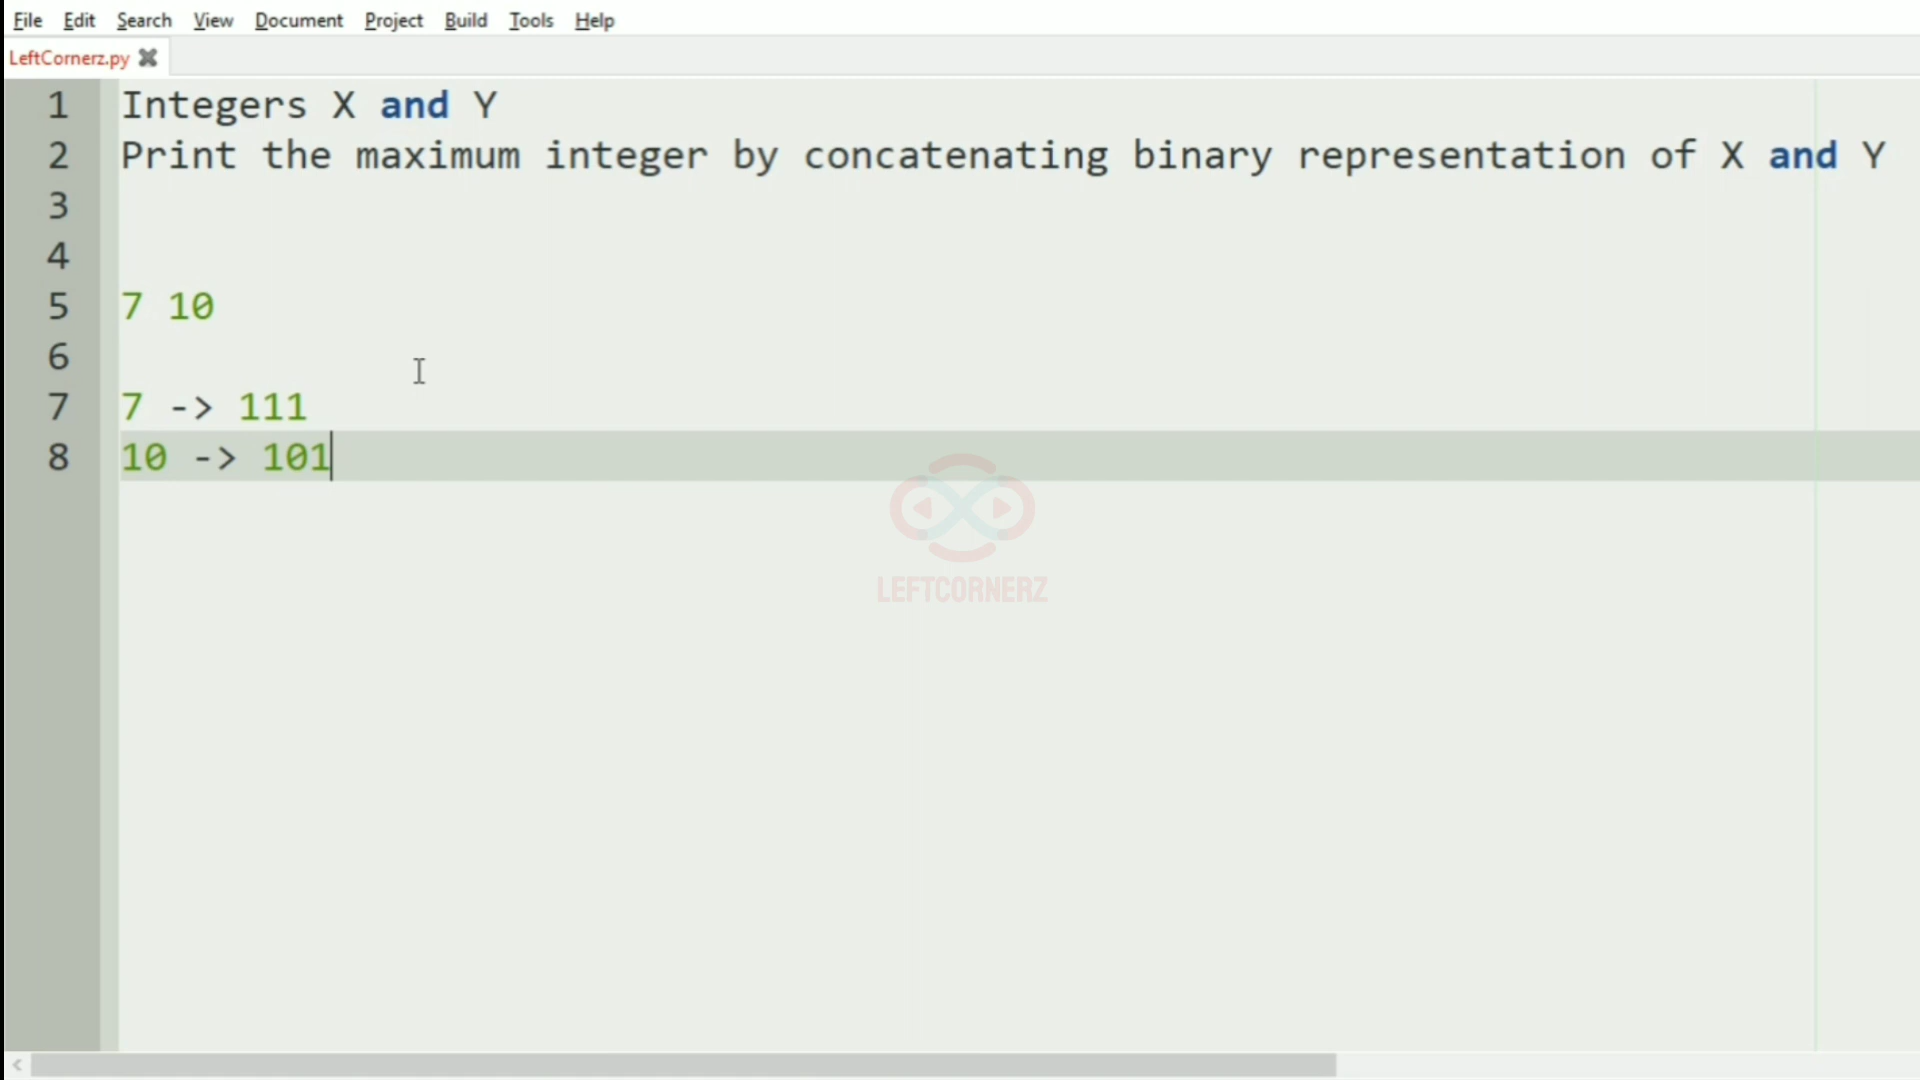 File Edit Search View Document Project Build Tools Help
LeftCornerz.py
1 Integers X and Y
2 Print the maximum integer by concatenating binary representation of X and Y
3
4
5 7 10
6
7 7 -> 111
8 10 -> 101
LEFTCORNERZ